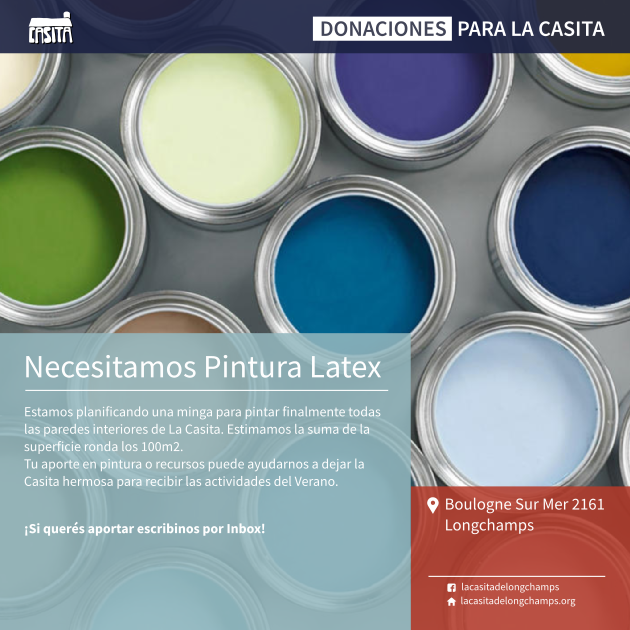 CASITA
DONACIONES PARA LA CASITA
Necesitamos Pintura Latex
Estamos planificando una minga para pintar finalmente todas
las paredes interiores de La Casita. Estimamos la suma de la
superficie ronda los 100m2.
Tu aporte en pintura o recursos puede ayudarnos a dejar la
Casita hermosa para recibir las actividades del Verano.
¡Si querés aportar escribinos por Inbox!
Boulogne Sur Mer 2161
Longchamps
lacasitadelongchamps
lacasitadelongchamps.org